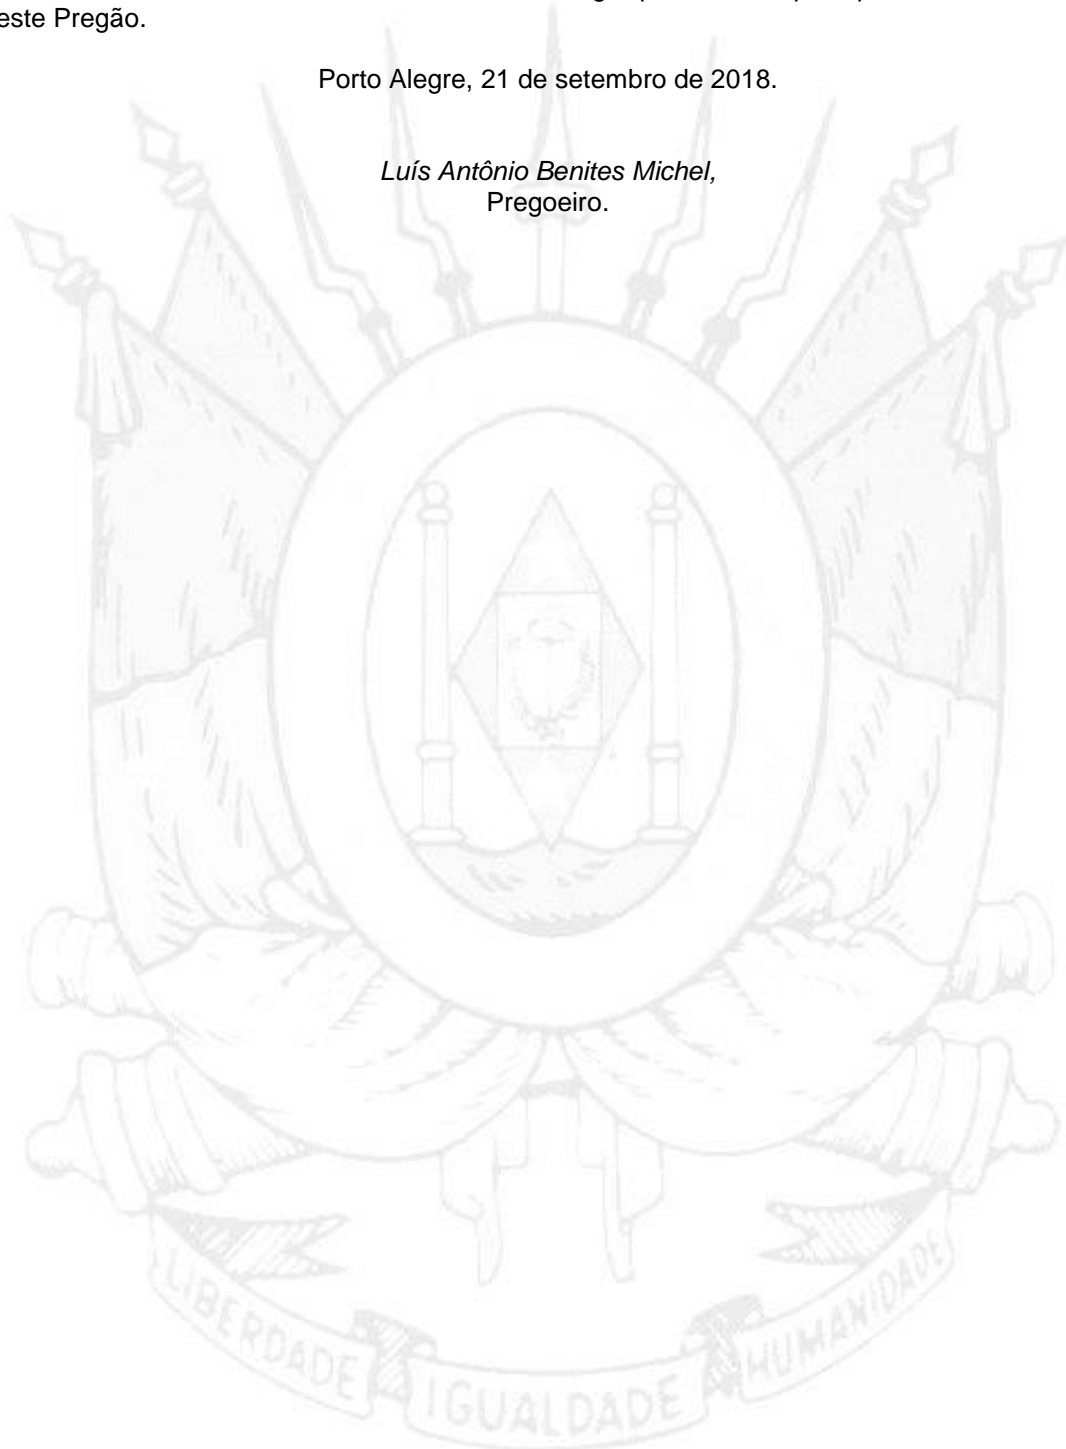 este Pregão.
Porto Alegre, 21 de setembro de 2018.
Luís Antônio Benites Michel,
Pregoeiro.
LIBERDADE IGUALDADE HUMANIDADE